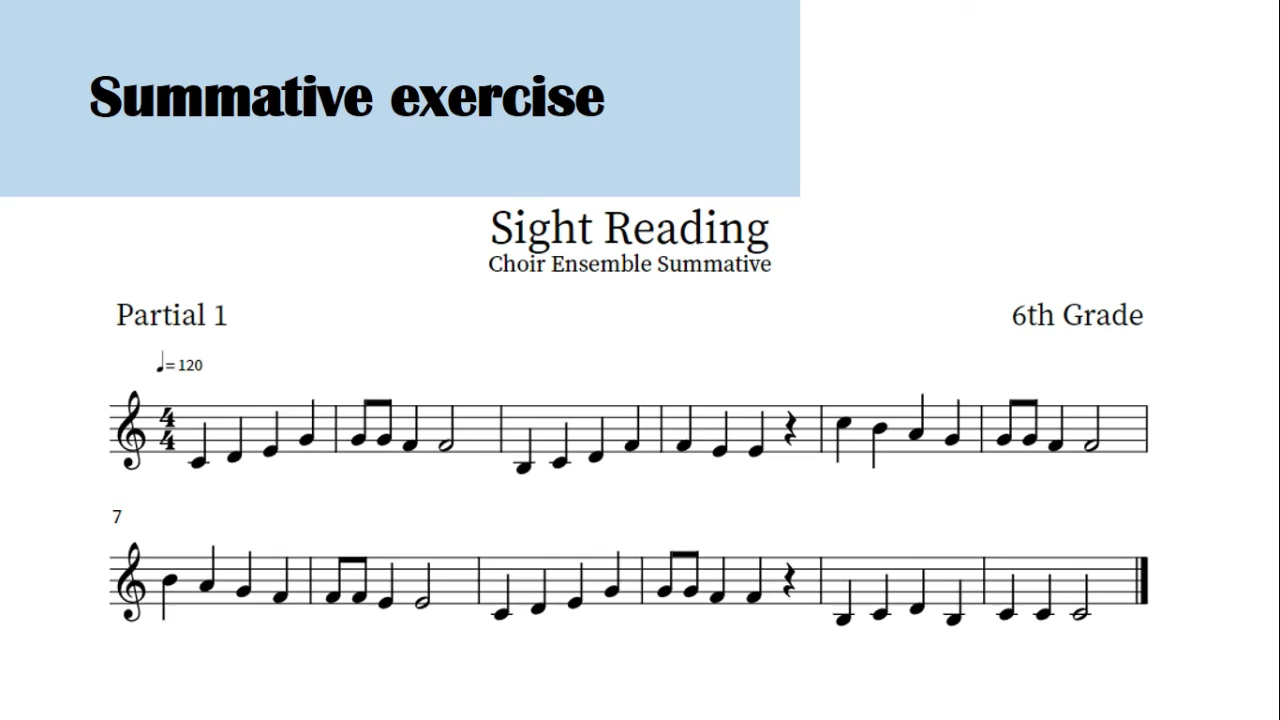 Summative exercise
Sight Reading
Choir Ensemble Summative
Partial 1
6th Grade
♩= 120
4
4
7